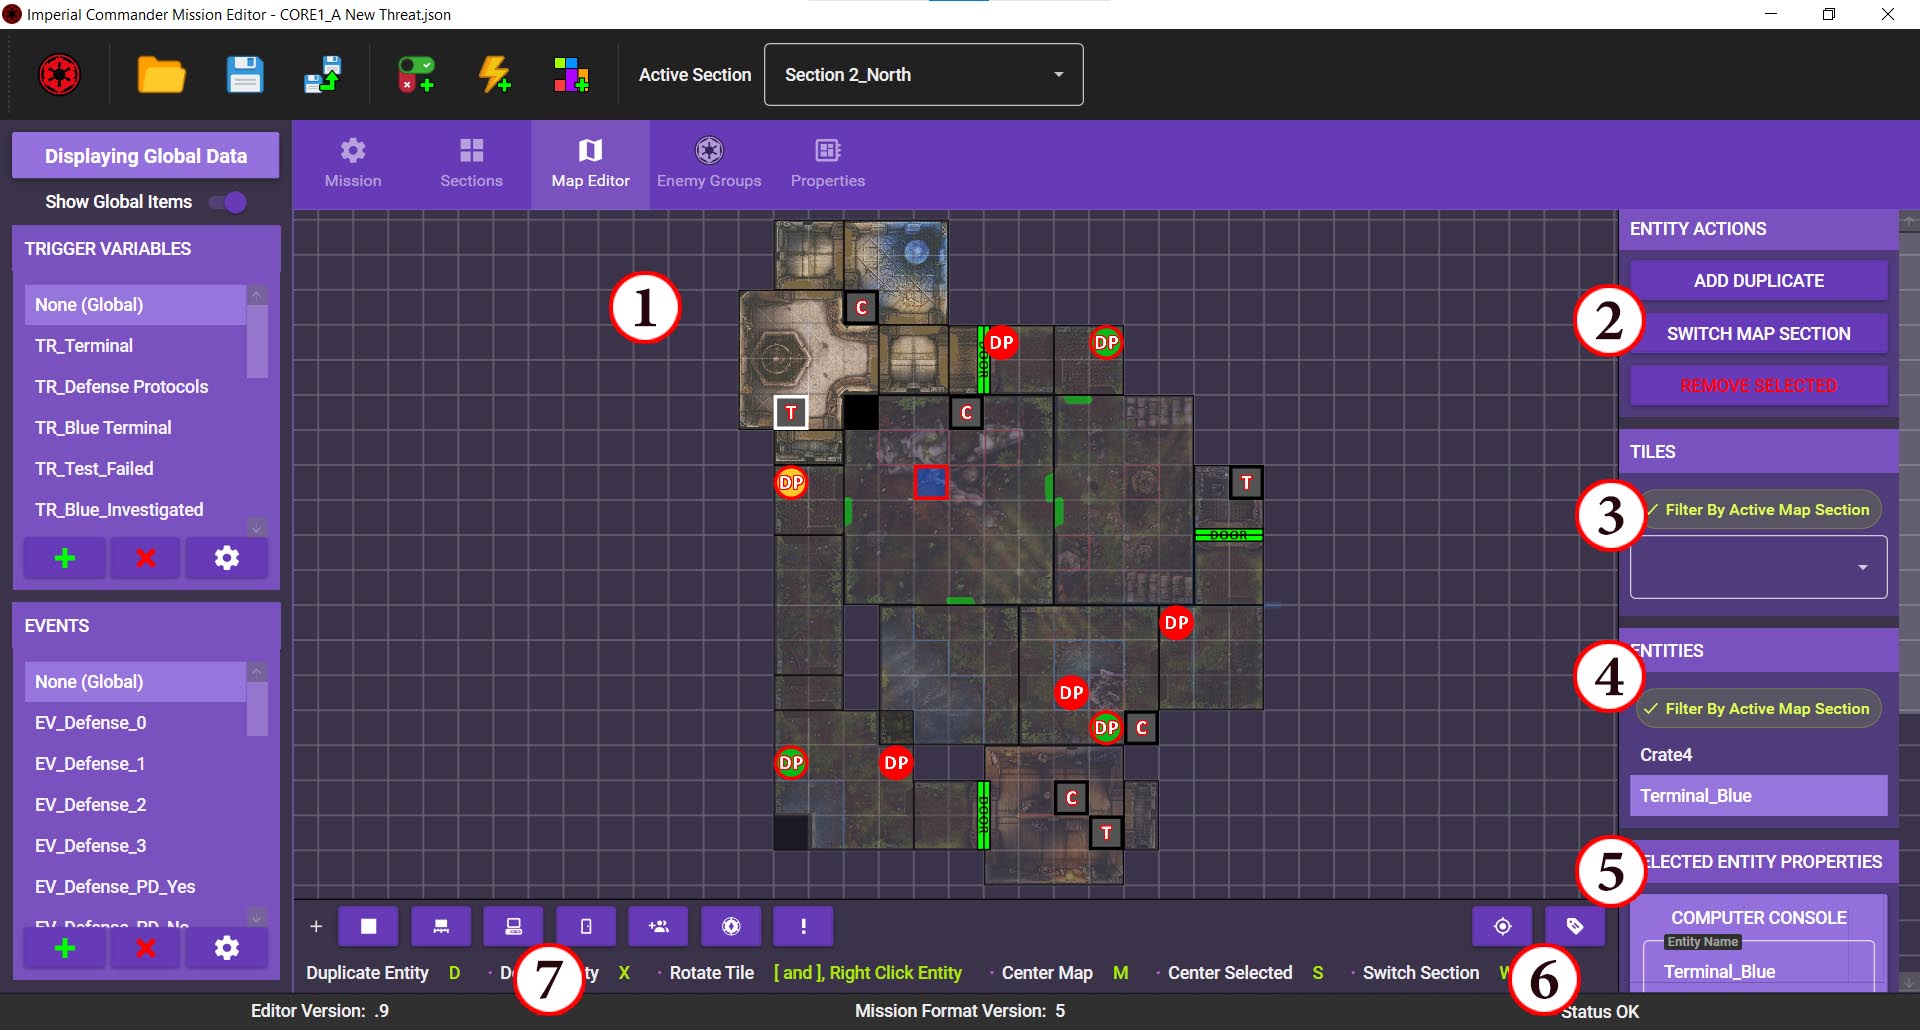 Imperial Commander Mission Editor - CORE1_A New Threat.json
Active Section
Section 2_North
Displaying Global Data
Show Global Items
TRIGGER VARIABLES
None (Global)
TR_Terminal
TR_Defense Protocols
TR_Blue Terminal
TR_Test_Failed
TR_Blue_Investigated
EVENTS
None (Global)
EV_Defense_0
EV_Defense_1
EV_Defense_2
EV_Defense_3
EV_Defense_PD_Yes
EV_Defense_PD_No
Mission
Sections
Map Editor
Enemy Groups
Properties
1
C
DOOR
DP
DP
T
C
DP
T
DOOR
DP
DP
DP
C
DP
DP
DOOR
C
T
ENTITY ACTIONS
ADD DUPLICATE
2
SWITCH MAP SECTION
REMOVE SELECTED
TILES
3
Filter By Active Map Section
4
ENTITIES
Filter By Active Map Section
Crate4
Terminal_Blue
5
ELECTED ENTITY PROPERTIES
COMPUTER CONSOLE
Entity Name
Terminal_Blue
Duplicate Entity D · De ty X · Rotate Tile [ and ], Right Click Entity · Center Map M · Center Selected S · Switch Section
7
6
Editor Version: .9
Mission Format Version: 5
Status OK